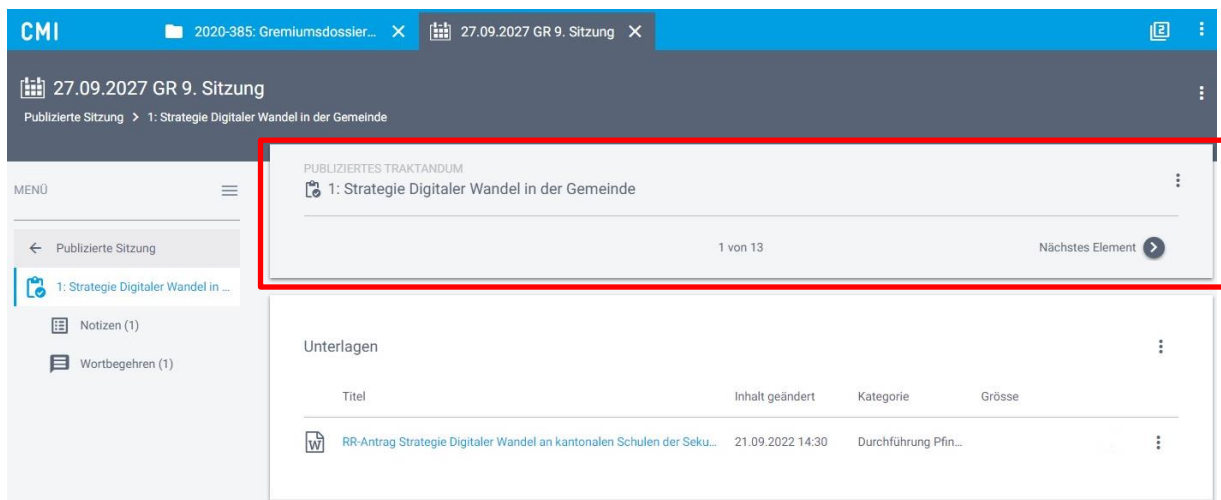 CMI
2020-385: Gremiumsdossier...
27.09.2027 GR 9. Sitzung
2
27.09.2027 GR 9. Sitzung
Publizierte Sitzung > 1: Strategie Digitaler Wandel in der Gemeinde
MENÜ
Publizierte Sitzung
1: Strategie Digitaler Wandel in ...
Notizen (1)
Wortbegehren (1)
PUBLIZIERTES TRAKTANDUM
1: Strategie Digitaler Wandel in der Gemeinde
1 von 13 Nächstes Element
Unterlagen
Titel Inhalt geändert Kategorie Grösse
W RR-Antrag Strategie Digitaler Wandel an kantonalen Schulen der Seku... 21.09.2022 14:30 Durchführung Pfin...